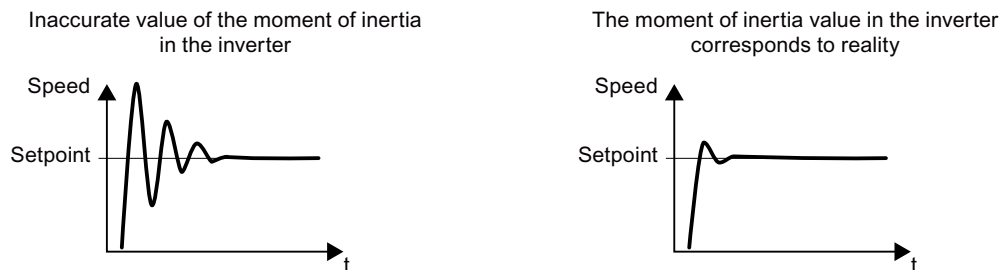 Inaccurate value of the moment of inertia
in the inverter
Speed
Setpoint
t
The moment of inertia value in the inverter
corresponds to reality
Speed
Setpoint
t